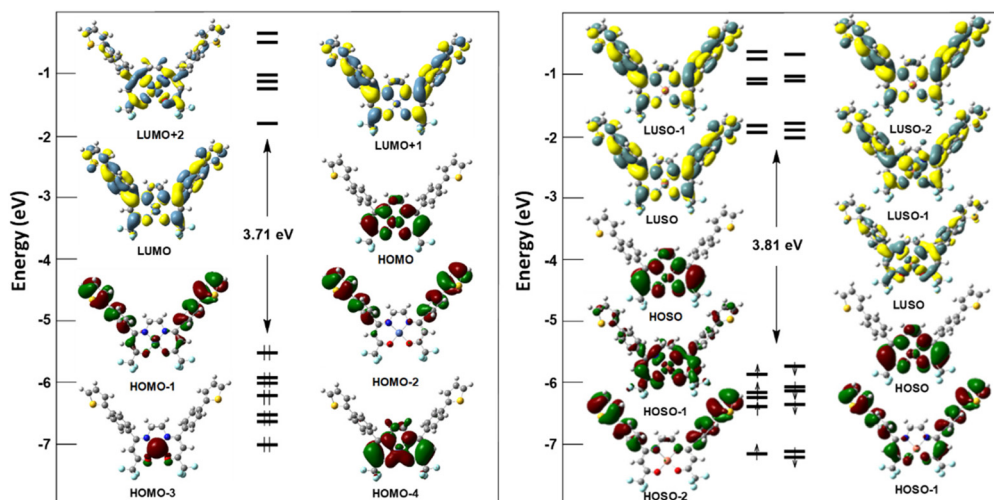 Energy (eV)
-1
-2
-3
-4
-5
-6
-7
LUMO+2
LUMO+1
LUMO
HOMO
3.71 eV
HOMO-1
HOMO-2
HOMO-3
HOMO-4
Energy (eV)
-1
-2
-3
-4
-5
-6
-7
LUSO-1
LUSO-2
LUSO
LUSO-1
3.81 eV
HOSO
LUSO
HOSO-1
HOSO
HOSO-2
HOSO-1